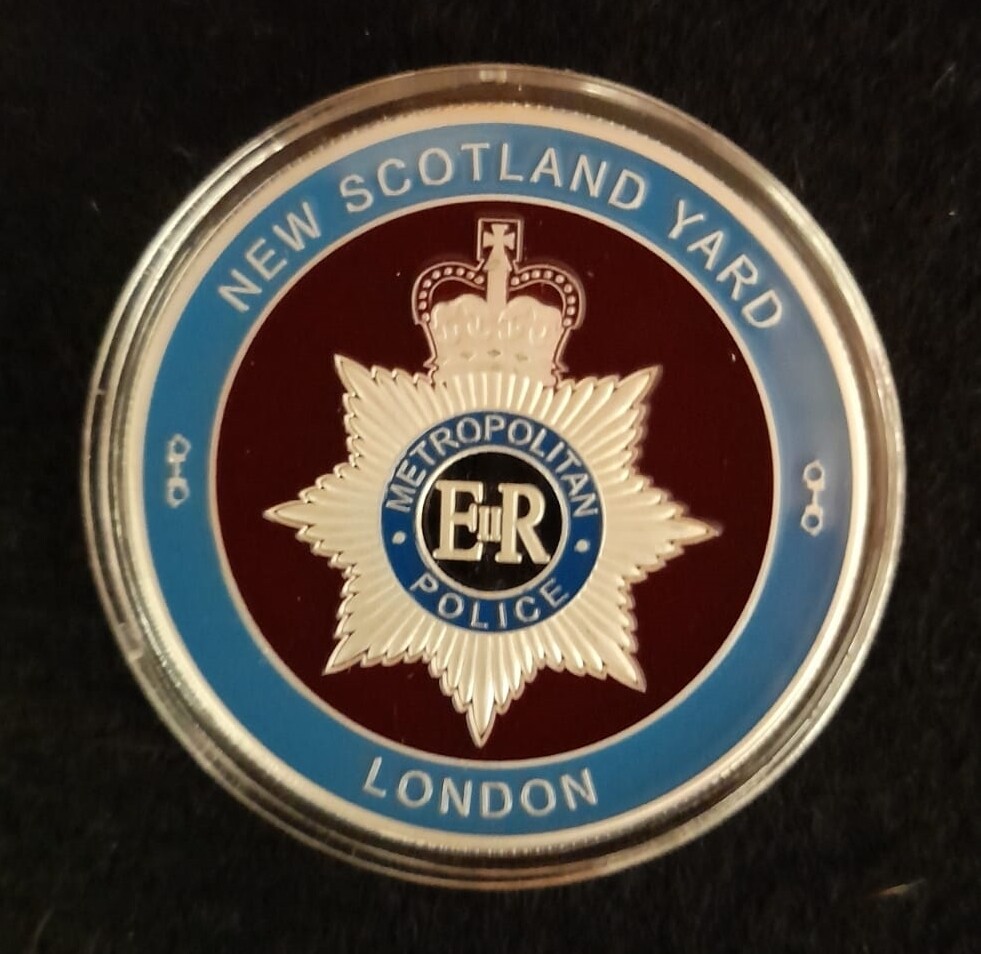 NEW SCOTLAND YARD
METROPOLITAN
EIIR
POLICE
LONDON